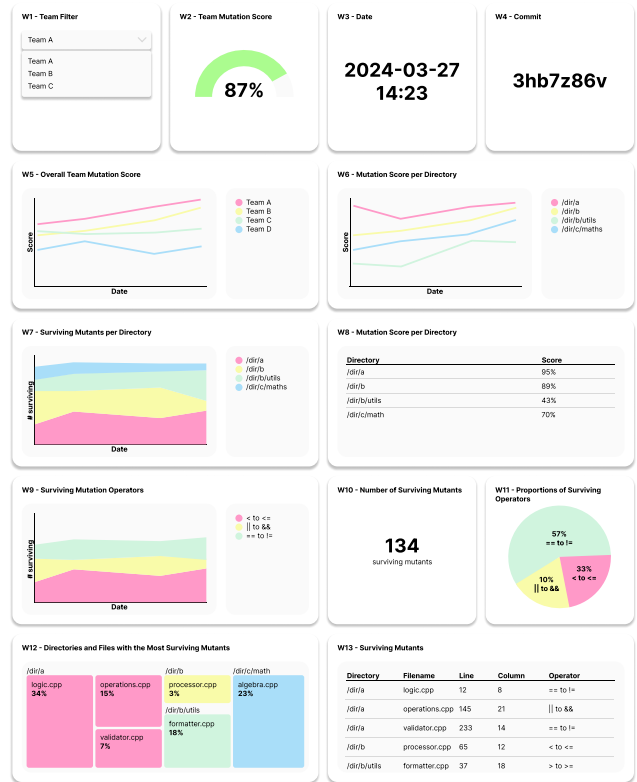 W1 - Team Filter
Team A
Team A
Team B
Team C
W2 - Team Mutation Score
87%
W3 - Date
2024-03-27
14:23
W4 - Commit
3hb7z86v
W5 - Overall Team Mutation Score
Score
Date
Team A
Team B
Team C
Team D
W6 - Mutation Score per Directory
Score
Date
/dir/a
/dir/b
/dir/b/utils
/dir/c/maths
W7 - Surviving Mutants per Directory
# surviving
Date
/dir/a
/dir/b
/dir/b/utils
/dir/c/maths
W8 - Mutation Score per Directory
Directory Score
/dir/a 95%
/dir/b 89%
/dir/b/utils 43%
/dir/c/math 70%
W9 - Surviving Mutation Operators
# surviving
Date
< to <=
|| to &&
== to !=
W10 - Number of Surviving Mutants
134
surviving mutants
W11 - Proportions of Surviving
Operators
57%
== to !=
33%
< to <=
10%
|| to &&
W12 - Directories and Files with the Most Surviving Mutants
/dir/a
logic.cpp
34%
operations.cpp
15%
validator.cpp
7%
/dir/b
processor.cpp
3%
/dir/b/utils
formatter.cpp
18%
/dir/c/math
algebra.cpp
23%
W13 - Surviving Mutants
Directory Filename Line Column Operator
/dir/a logic.cpp 12 8 == to !=
/dir/a operations.cpp 145 21 || to &&
/dir/a validator.cpp 233 14 == to !=
/dir/b processor.cpp 65 12 < to <=
/dir/b/utils formatter.cpp 37 18 > to >=